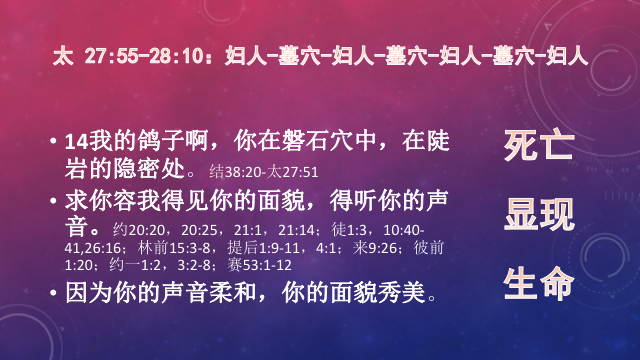 太 27:55-28:10：妇人-墓穴-妇人-墓穴-妇人-墓穴-妇人
• 14我的鸽子啊，你在磐石穴中，在陡
岩的隐密处。结38:20-太27:51
• 求你容我得见你的面貌，得听你的声
音。约20:20，20:25，21:1，21:14；徒1:3，10:40-
41,26:16；林前15:3-8，提后1:9-11，4:1；来9:26；彼前
1:20；约一1:2，3:2-8；赛53:1-12
• 因为你的声音柔和，你的面貌秀美。
死亡
显现
生命